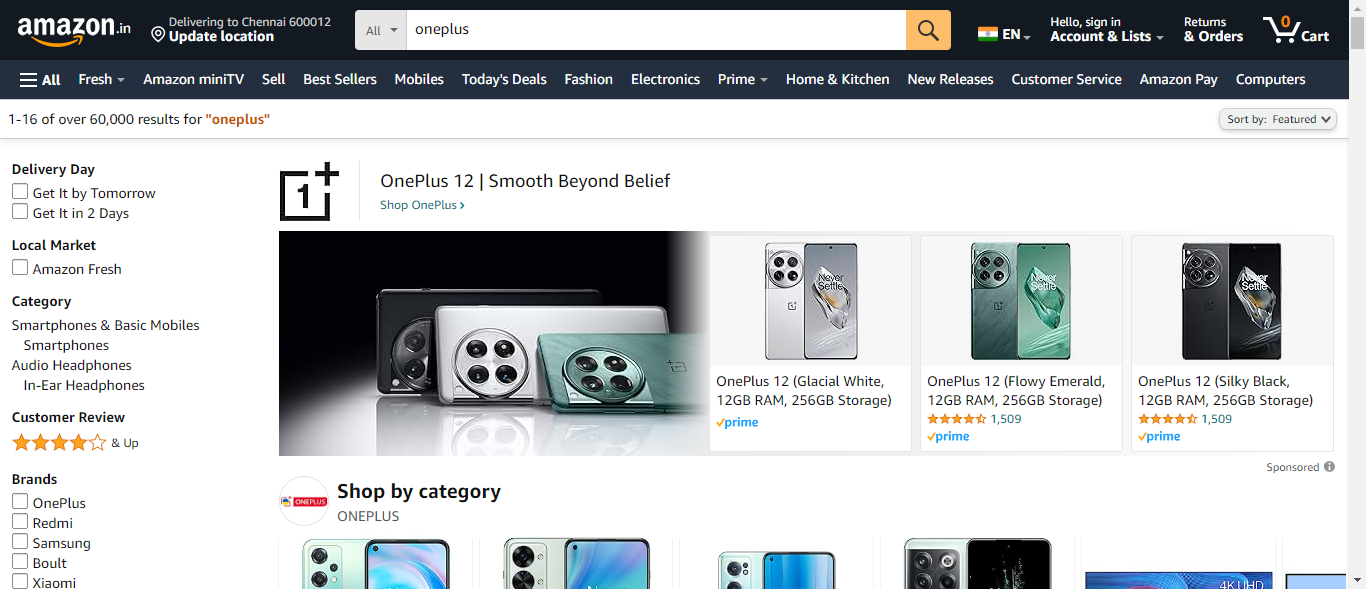 amazon.in
Delivering to Chennai 600012
Update location
All
oneplus
EN
Hello, sign in
Account & Lists
Returns
& Orders
0
Cart
All
Fresh
Amazon miniTV
Sell
Best Sellers
Mobiles
Today's Deals
Fashion
Electronics
Prime
Home & Kitchen
New Releases
Customer Service
Amazon Pay
Computers
1-16 of over 60,000 results for "oneplus"
Sort by: Featured
Delivery Day
Get It by Tomorrow
Get It in 2 Days
Local Market
Amazon Fresh
Category
Smartphones & Basic Mobiles
Smartphones
Audio Headphones
In-Ear Headphones
Customer Review
& Up
Brands
OnePlus
Redmi
Samsung
Boult
Xiaomi
1+
OnePlus 12 | Smooth Beyond Belief
Shop OnePlus ›
Never
Settle
OnePlus 12 (Glacial White,
12GB RAM, 256GB Storage)
prime
Never
Settle
OnePlus 12 (Flowy Emerald,
12GB RAM, 256GB Storage)
1,509
prime
Never
Settle
OnePlus 12 (Silky Black,
12GB RAM, 256GB Storage)
1,509
prime
Sponsored
ONEPLUS
Shop by category
ONEPLUS
4K UHD